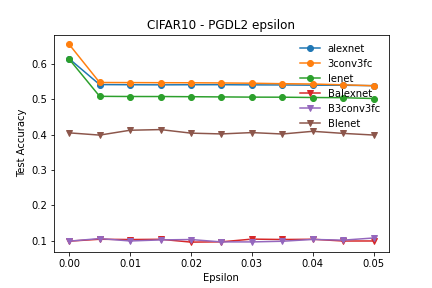 CIFAR10 - PGDL2 epsilon
alexnet
3conv3fc
lenet
Balexnet
B3conv3fc
Blenet
Test Accuracy
0.6
0.5
0.4
0.3
0.2
0.1
0.00 0.01 0.02 0.03 0.04 0.05
Epsilon